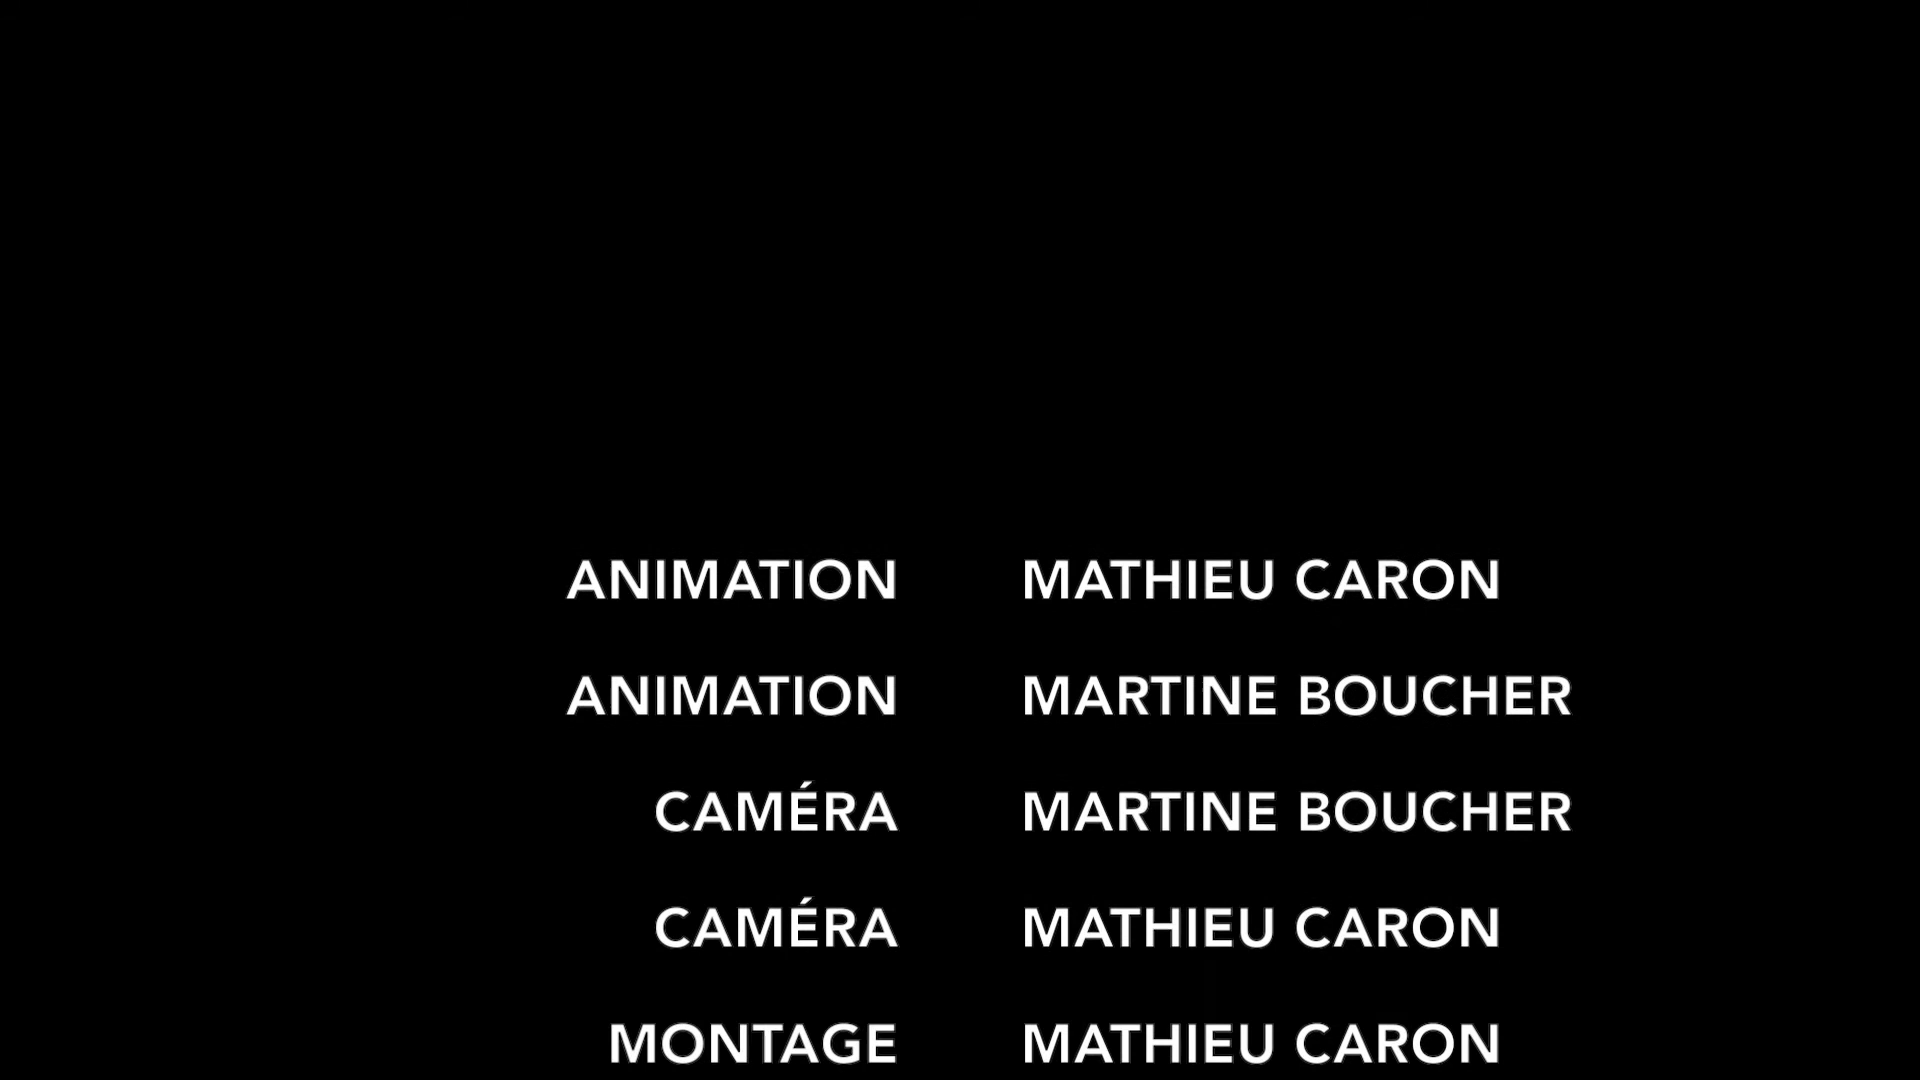 ANIMATION MATHIEU CARON
ANIMATION MARTINE BOUCHER
CAMÉRA MARTINE BOUCHER
CAMÉRA MATHIEU CARON
MONTAGE MATHIEU CARON